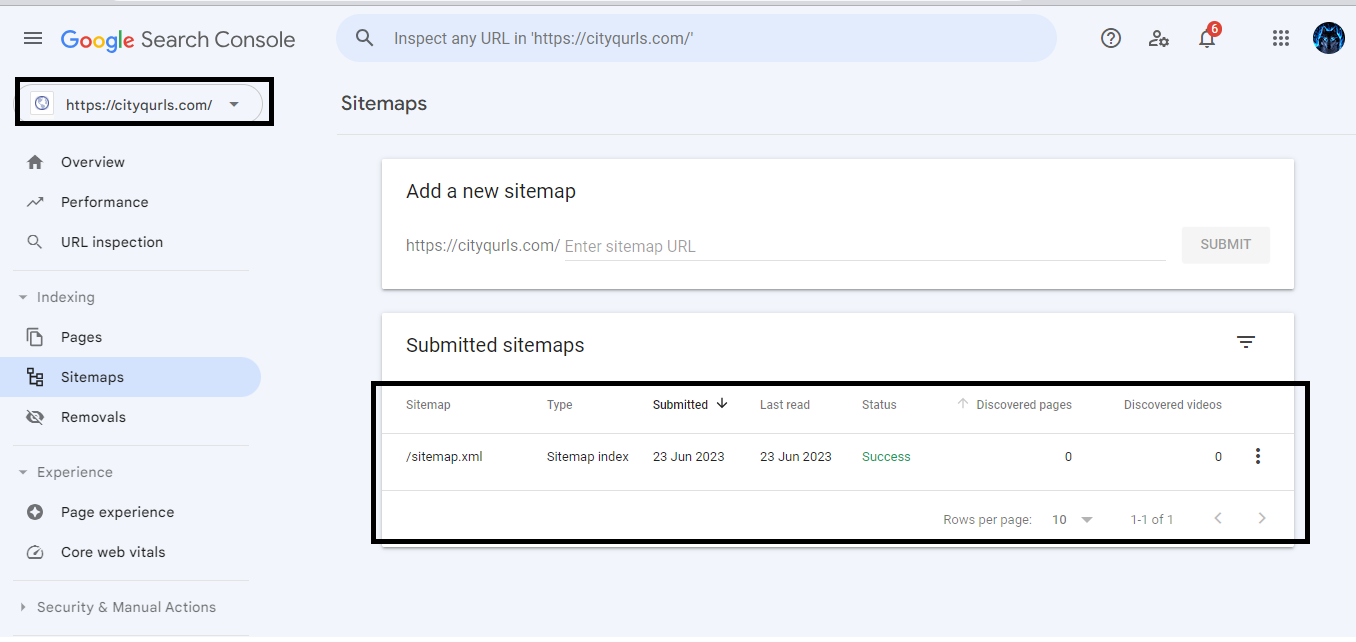 Google Search Console
Inspect any URL in 'https://cityqurls.com/'
6
https://cityqurls.com/
Overview
Performance
URL inspection
Indexing
Pages
Sitemaps
Removals
Experience
Page experience
Core web vitals
Security & Manual Actions
Sitemaps
Add a new sitemap
https://cityqurls.com/ Enter sitemap URL
SUBMIT
Submitted sitemaps
Sitemap Type Submitted Last read Status Discovered pages Discovered videos
/sitemap.xml Sitemap index 23 Jun 2023 23 Jun 2023 Success 0 0
Rows per page: 10 1-1 of 1